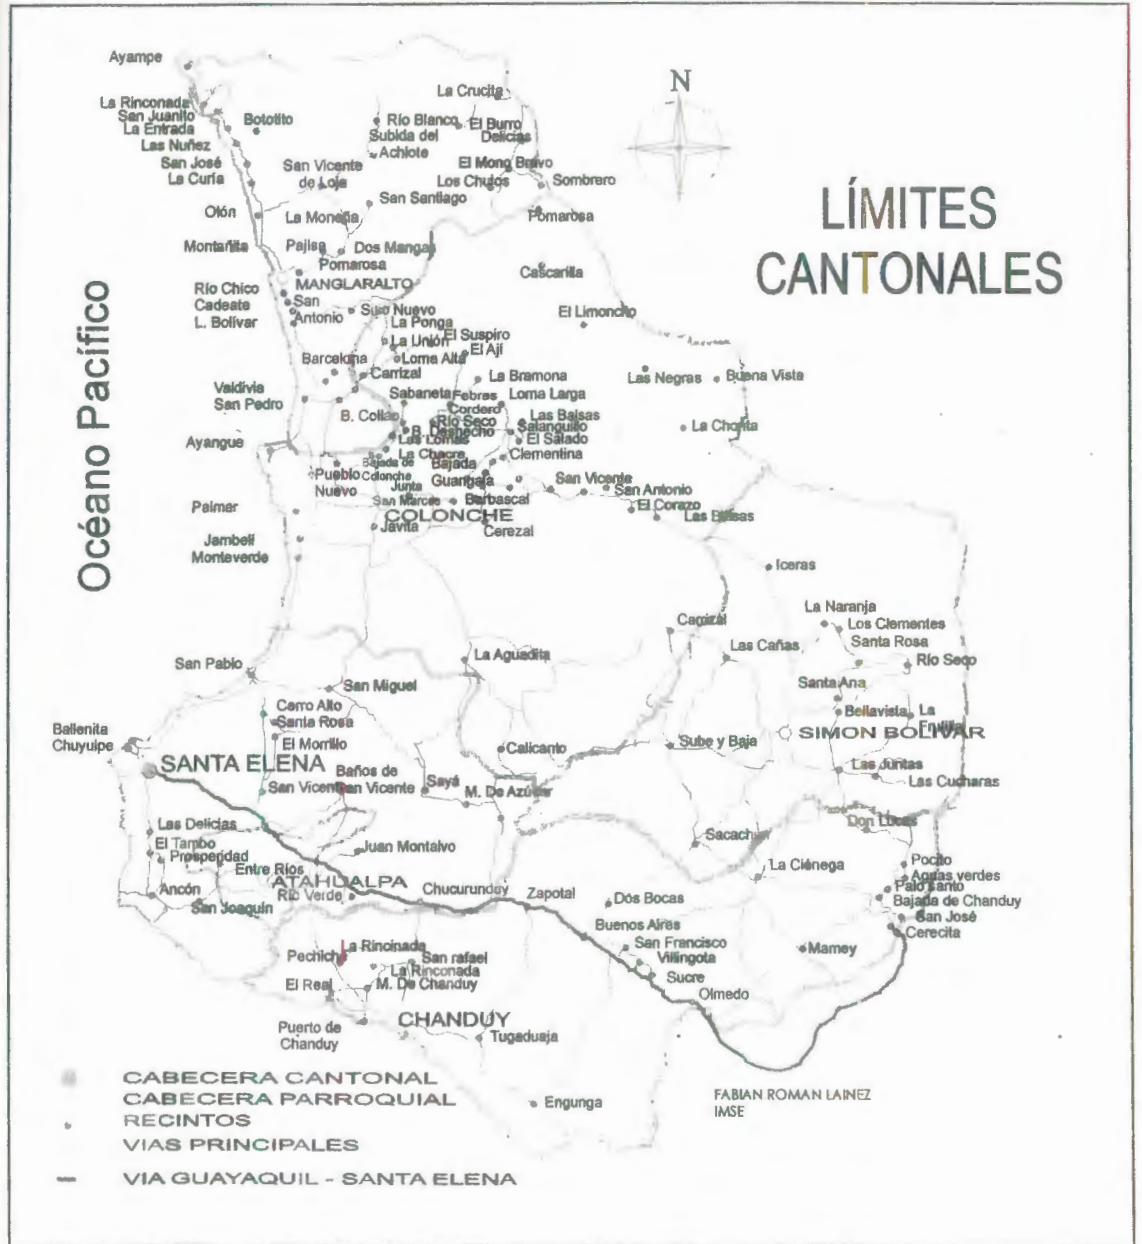 N
LÍMITES
CANTONALES
Océano Pacífico
Ayampe
La Rinconada
San Juanito
La Entrada
Las Nuñez
San José
La Curía
Olón
Montañita
Bototito
San Vicente
de Loja
La Moneña
Pajisa
Pomarosa
Dos Mangas
San Santiago
Río Blanco
Subida del
Achiote
La Crucita
El Burro
Delicias
El Mono Bravo
Los Chulos
Sombrero
Pomarosa
Cascarilla
El Limoncito
MANGLARALTO
Río Chico
Cadeate
L. Bolívar
San
Antonio
Sitio Nuevo
La Ponga
La Unión
Loma Alta
El Suspiro
El Ají
Barcelona
Carrizal
La Bramona
Las Negras
Buena Vista
Valdivia
San Pedro
Sabaneta
Febres
Cordero
Loma Larga
B. Collao
Río Seco
B. Deshecho
Las Balsas
Salanguillo
El Salado
La Chonta
Ayangue
Las Lomas
La Chacra
Clementina
Bajada de
Colonche
Bajada
Guangala
Pueblo
Nuevo
Junta
San Marcos
Barbascal
San Vicente
San Antonio
El Corazo
Las Balsas
Palmar
COLONCHE
Javita
Cerezal
Jambelí
Monteverde
Iceras
La Naranja
Los Clementes
Santa Rosa
Río Seco
Carrizal
Las Cañas
San Pablo
La Aguadita
San Miguel
Santa Ana
Bellavista
La
Frutilla
Cerro Alto
Santa Rosa
El Morrillo
Ballenita
Chuyuipe
SIMON BOLIVAR
Calicanto
Sube y Baja
SANTA ELENA
Baños de
San Vicente
San Vicente
Sayá
M. De Azúcar
Las Juntas
Las Cucharas
Las Delicias
El Tambo
Prosperidad
Entre Ríos
Juan Montalvo
Don Lucas
Sacachun
La Ciénega
Pocito
Aguas verdes
Palo Santo
Bajada de Chanduy
San José
Cerecita
Ancón
San Joaquín
ATAHUALPA
Río Verde
Chucurunday
Zapotal
Dos Bocas
Buenos Aires
San Francisco
Villingota
Sucre
Olmedo
Mamey
La Rincinada
Pechiche
San rafael
La Rinconada
El Real
M. De Chanduy
Puerto de
Chanduy
CHANDUY
Tugaduaja
Engunga
FABIAN ROMAN LAINEZ
IMSE
CABECERA CANTONAL
CABECERA PARROQUIAL
RECINTOS
VIAS PRINCIPALES
VIA GUAYAQUIL - SANTA ELENA